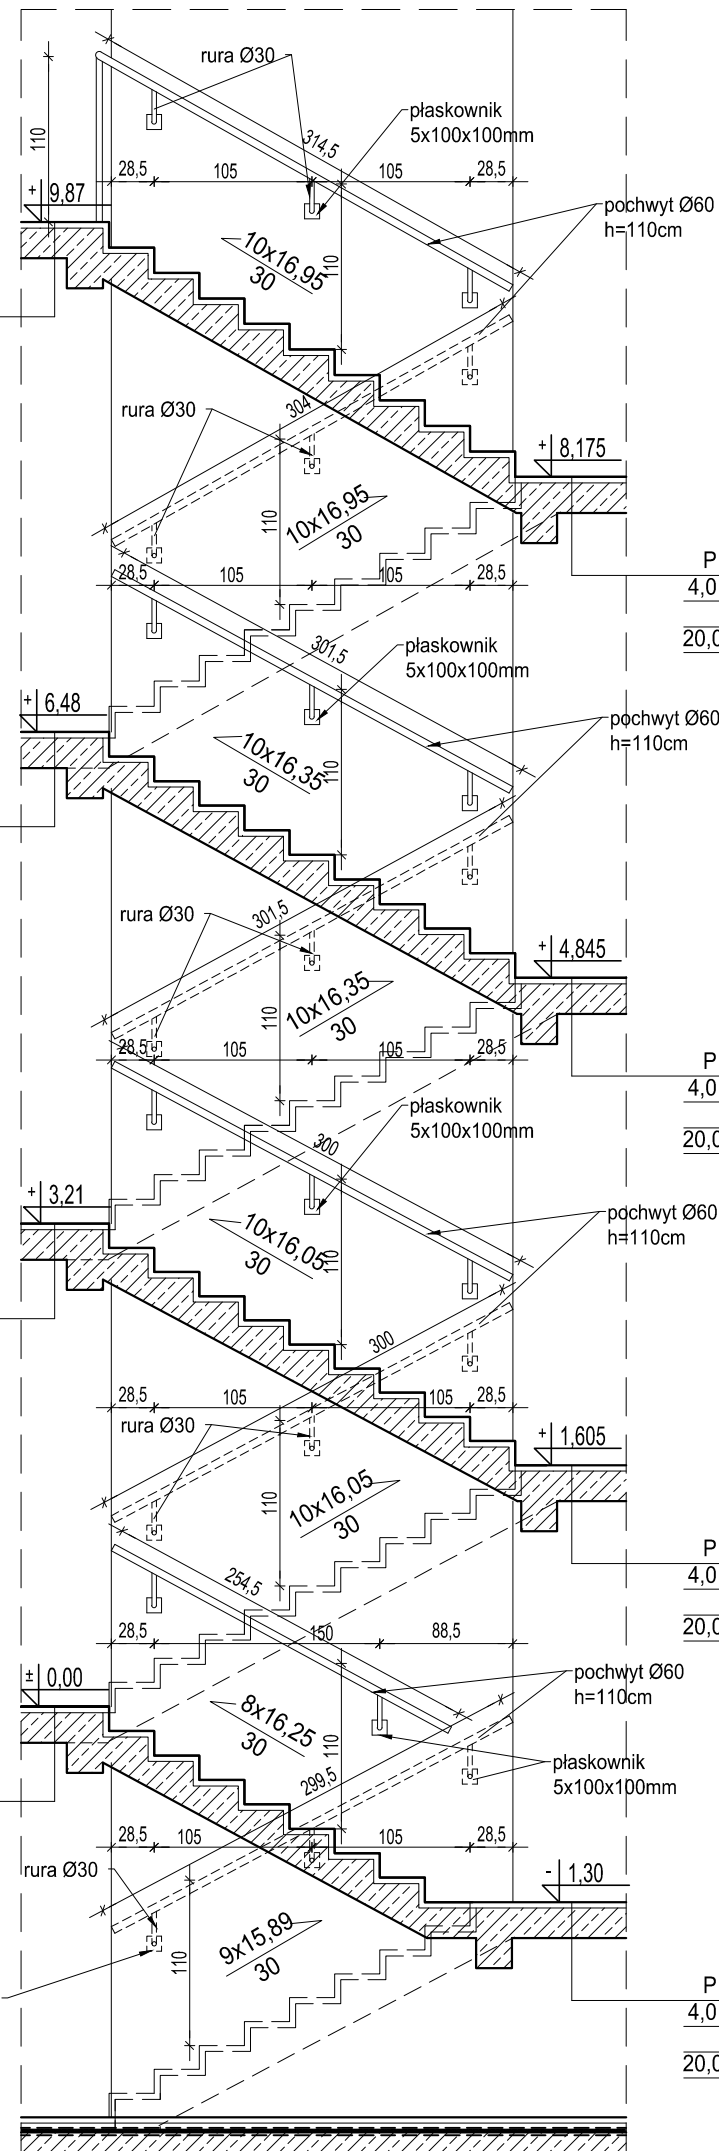 rura Ø30
płaskownik
5x100x100mm
110
314,5
28,5
105
105
28,5
+ 9,87
pochwyt Ø60
h=110cm
10x16,95
30
110
304
rura Ø30
+ 8,175
10x16,95
30
110
P
4,0
20,0
28,5
105
105
28,5
301,5
płaskownik
5x100x100mm
+ 6,48
pochwyt Ø60
h=110cm
10x16,35
30
110
rura Ø30
301,5
+ 4,845
10x16,35
30
110
28,5
105
105
28,5
P
4,0
20,0
płaskownik
5x100x100mm
300
+ 3,21
pochwyt Ø60
h=110cm
10x16,05
30
110
300
28,5
105
105
28,5
rura Ø30
+ 1,605
10x16,05
30
110
P
4,0
20,0
254,5
28,5
150
88,5
± 0,00
pochwyt Ø60
h=110cm
8x16,25
30
110
płaskownik
5x100x100mm
299,5
28,5
105
105
28,5
rura Ø30
- 1,30
9x15,89
30
110
P
4,0
20,0